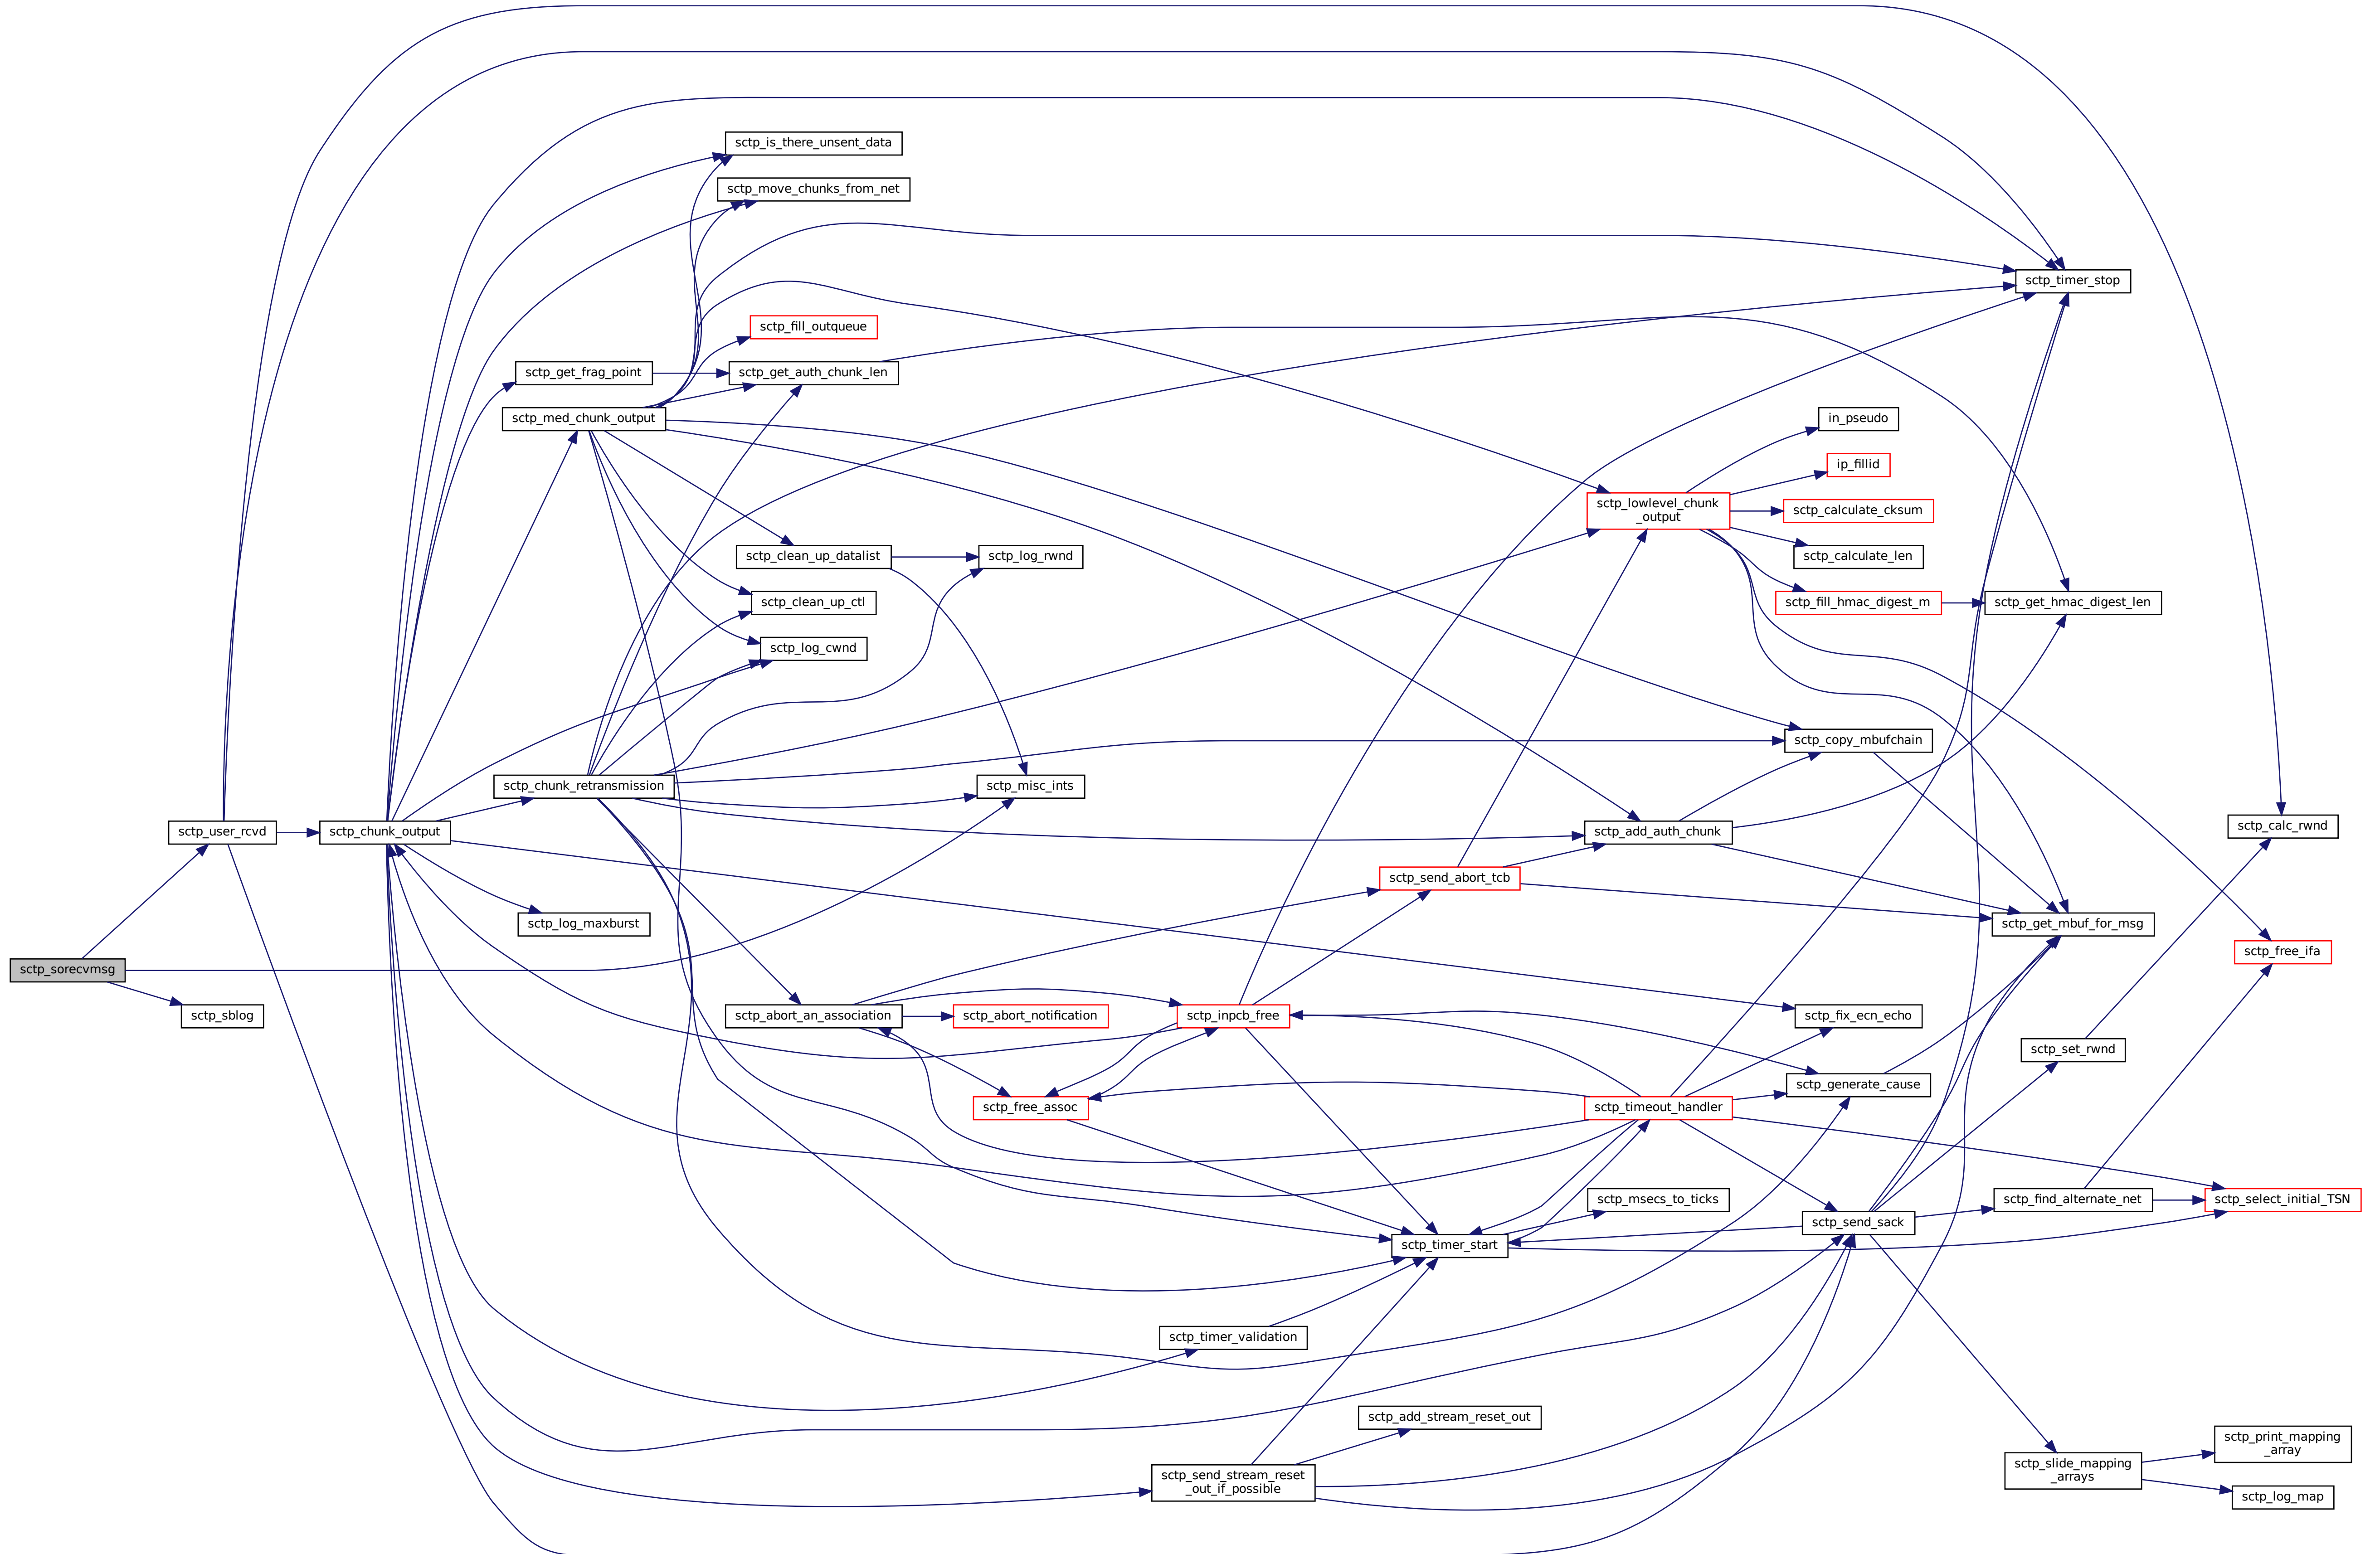 sctp_is_there_unsent_data
sctp_move_chunks_from_net
sctp_timer_stop
sctp_fill_outqueue
sctp_get_frag_point
sctp_get_auth_chunk_len
sctp_med_chunk_output
in_pseudo
ip_fillid
sctp_lowlevel_chunk
_output
sctp_calculate_cksum
sctp_clean_up_datalist
sctp_log_rwnd
sctp_calculate_len
sctp_clean_up_ctl
sctp_fill_hmac_digest_m
sctp_get_hmac_digest_len
sctp_log_cwnd
sctp_copy_mbufchain
sctp_chunk_retransmission
sctp_misc_ints
sctp_user_rcvd
sctp_chunk_output
sctp_add_auth_chunk
sctp_calc_rwnd
sctp_send_abort_tcb
sctp_log_maxburst
sctp_get_mbuf_for_msg
sctp_free_ifa
sctp_sorecvmsg
sctp_sblog
sctp_abort_an_association
sctp_abort_notification
sctp_inpcb_free
sctp_fix_ecn_echo
sctp_set_rwnd
sctp_generate_cause
sctp_free_assoc
sctp_timeout_handler
sctp_msecs_to_ticks
sctp_find_alternate_net
sctp_select_initial_TSN
sctp_send_sack
sctp_timer_start
sctp_timer_validation
sctp_add_stream_reset_out
sctp_print_mapping
_array
sctp_slide_mapping
_arrays
sctp_send_stream_reset
_out_if_possible
sctp_log_map